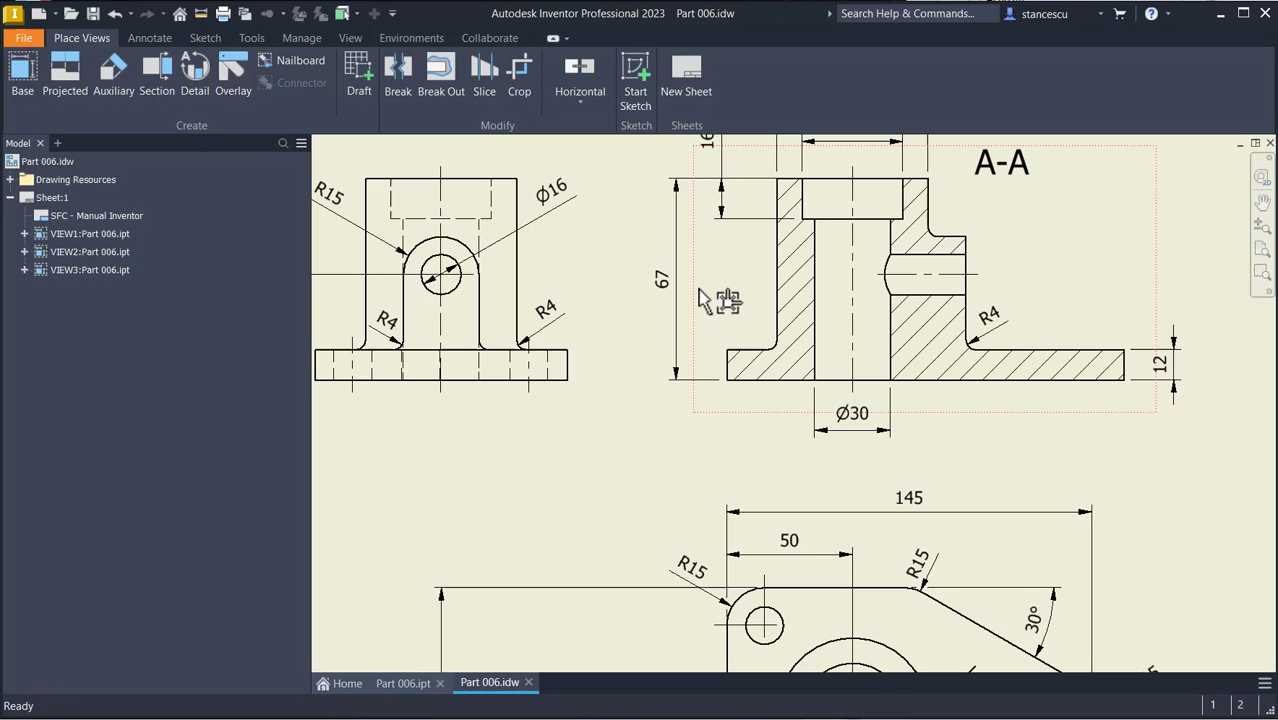 Autodesk Inventor Professional 2023 Part 006.idw
Search Help & Commands...
stancescu
File Place Views Annotate Sketch Tools Manage View Environments Collaborate
Base
Projected
Auxiliary
Section
Detail
Overlay
Nailboard
Connector
Draft
Break
Break Out
Slice
Crop
Horizontal
Start Sketch
New Sheet
Create
Modify
Sketch
Sheets
Model
Part 006.idw
Drawing Resources
Sheet:1
SFC - Manual Inventor
VIEW1:Part 006.ipt
VIEW2:Part 006.ipt
VIEW3:Part 006.ipt
R15
Ø16
R4
R4
16
A-A
67
R4
12
Ø30
145
50
R15
R15
30°
Home
Part 006.ipt
Part 006.idw
Ready
1 2